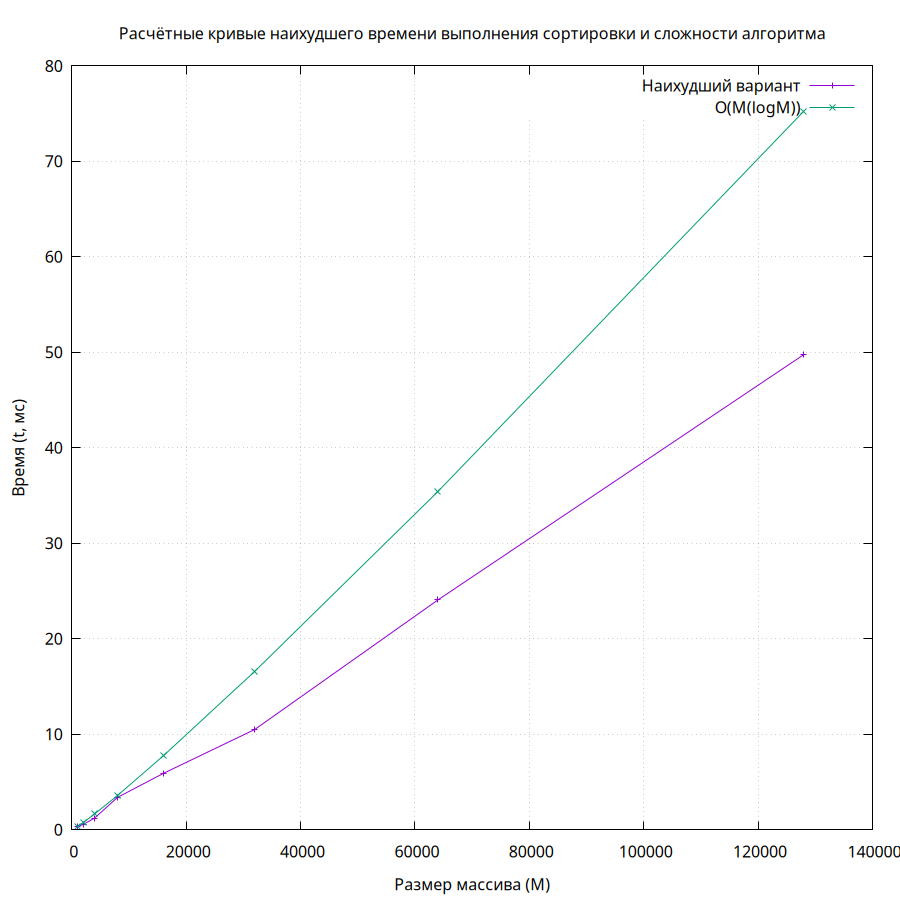 Расчётные кривые наихудшего времени выполнения сортировки и сложности алгоритма
Наихудший вариант
O(M(logM))
80
70
60
50
40
30
20
10
0
Время (t, мс)
0 20000 40000 60000 80000 100000 120000 140000
Размер массива (M)